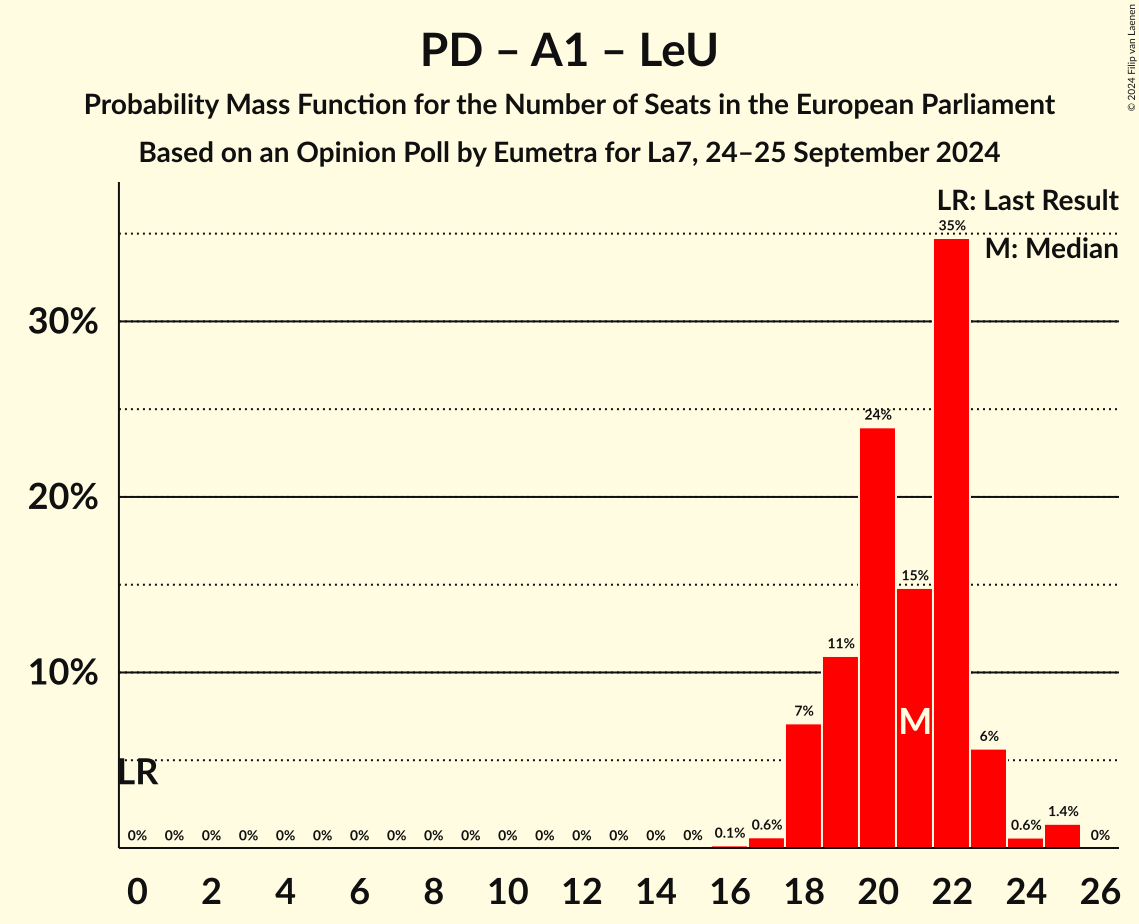 PD – A1 – LeU
Probability Mass Function for the Number of Seats in the European Parliament
Based on an Opinion Poll by Eumetra for La7, 24–25 September 2024
© 2024 Filip van Laenen
LR: Last Result
M: Median
35%
30%
24%
20%
15%
11%
10%
7%
M
6%
LR
0% 0% 0% 0% 0% 0% 0% 0% 0% 0% 0% 0% 0% 0% 0% 0% 0.1% 0.6% 0.6% 1.4% 0%
0 2 4 6 8 10 12 14 16 18 20 22 24 26